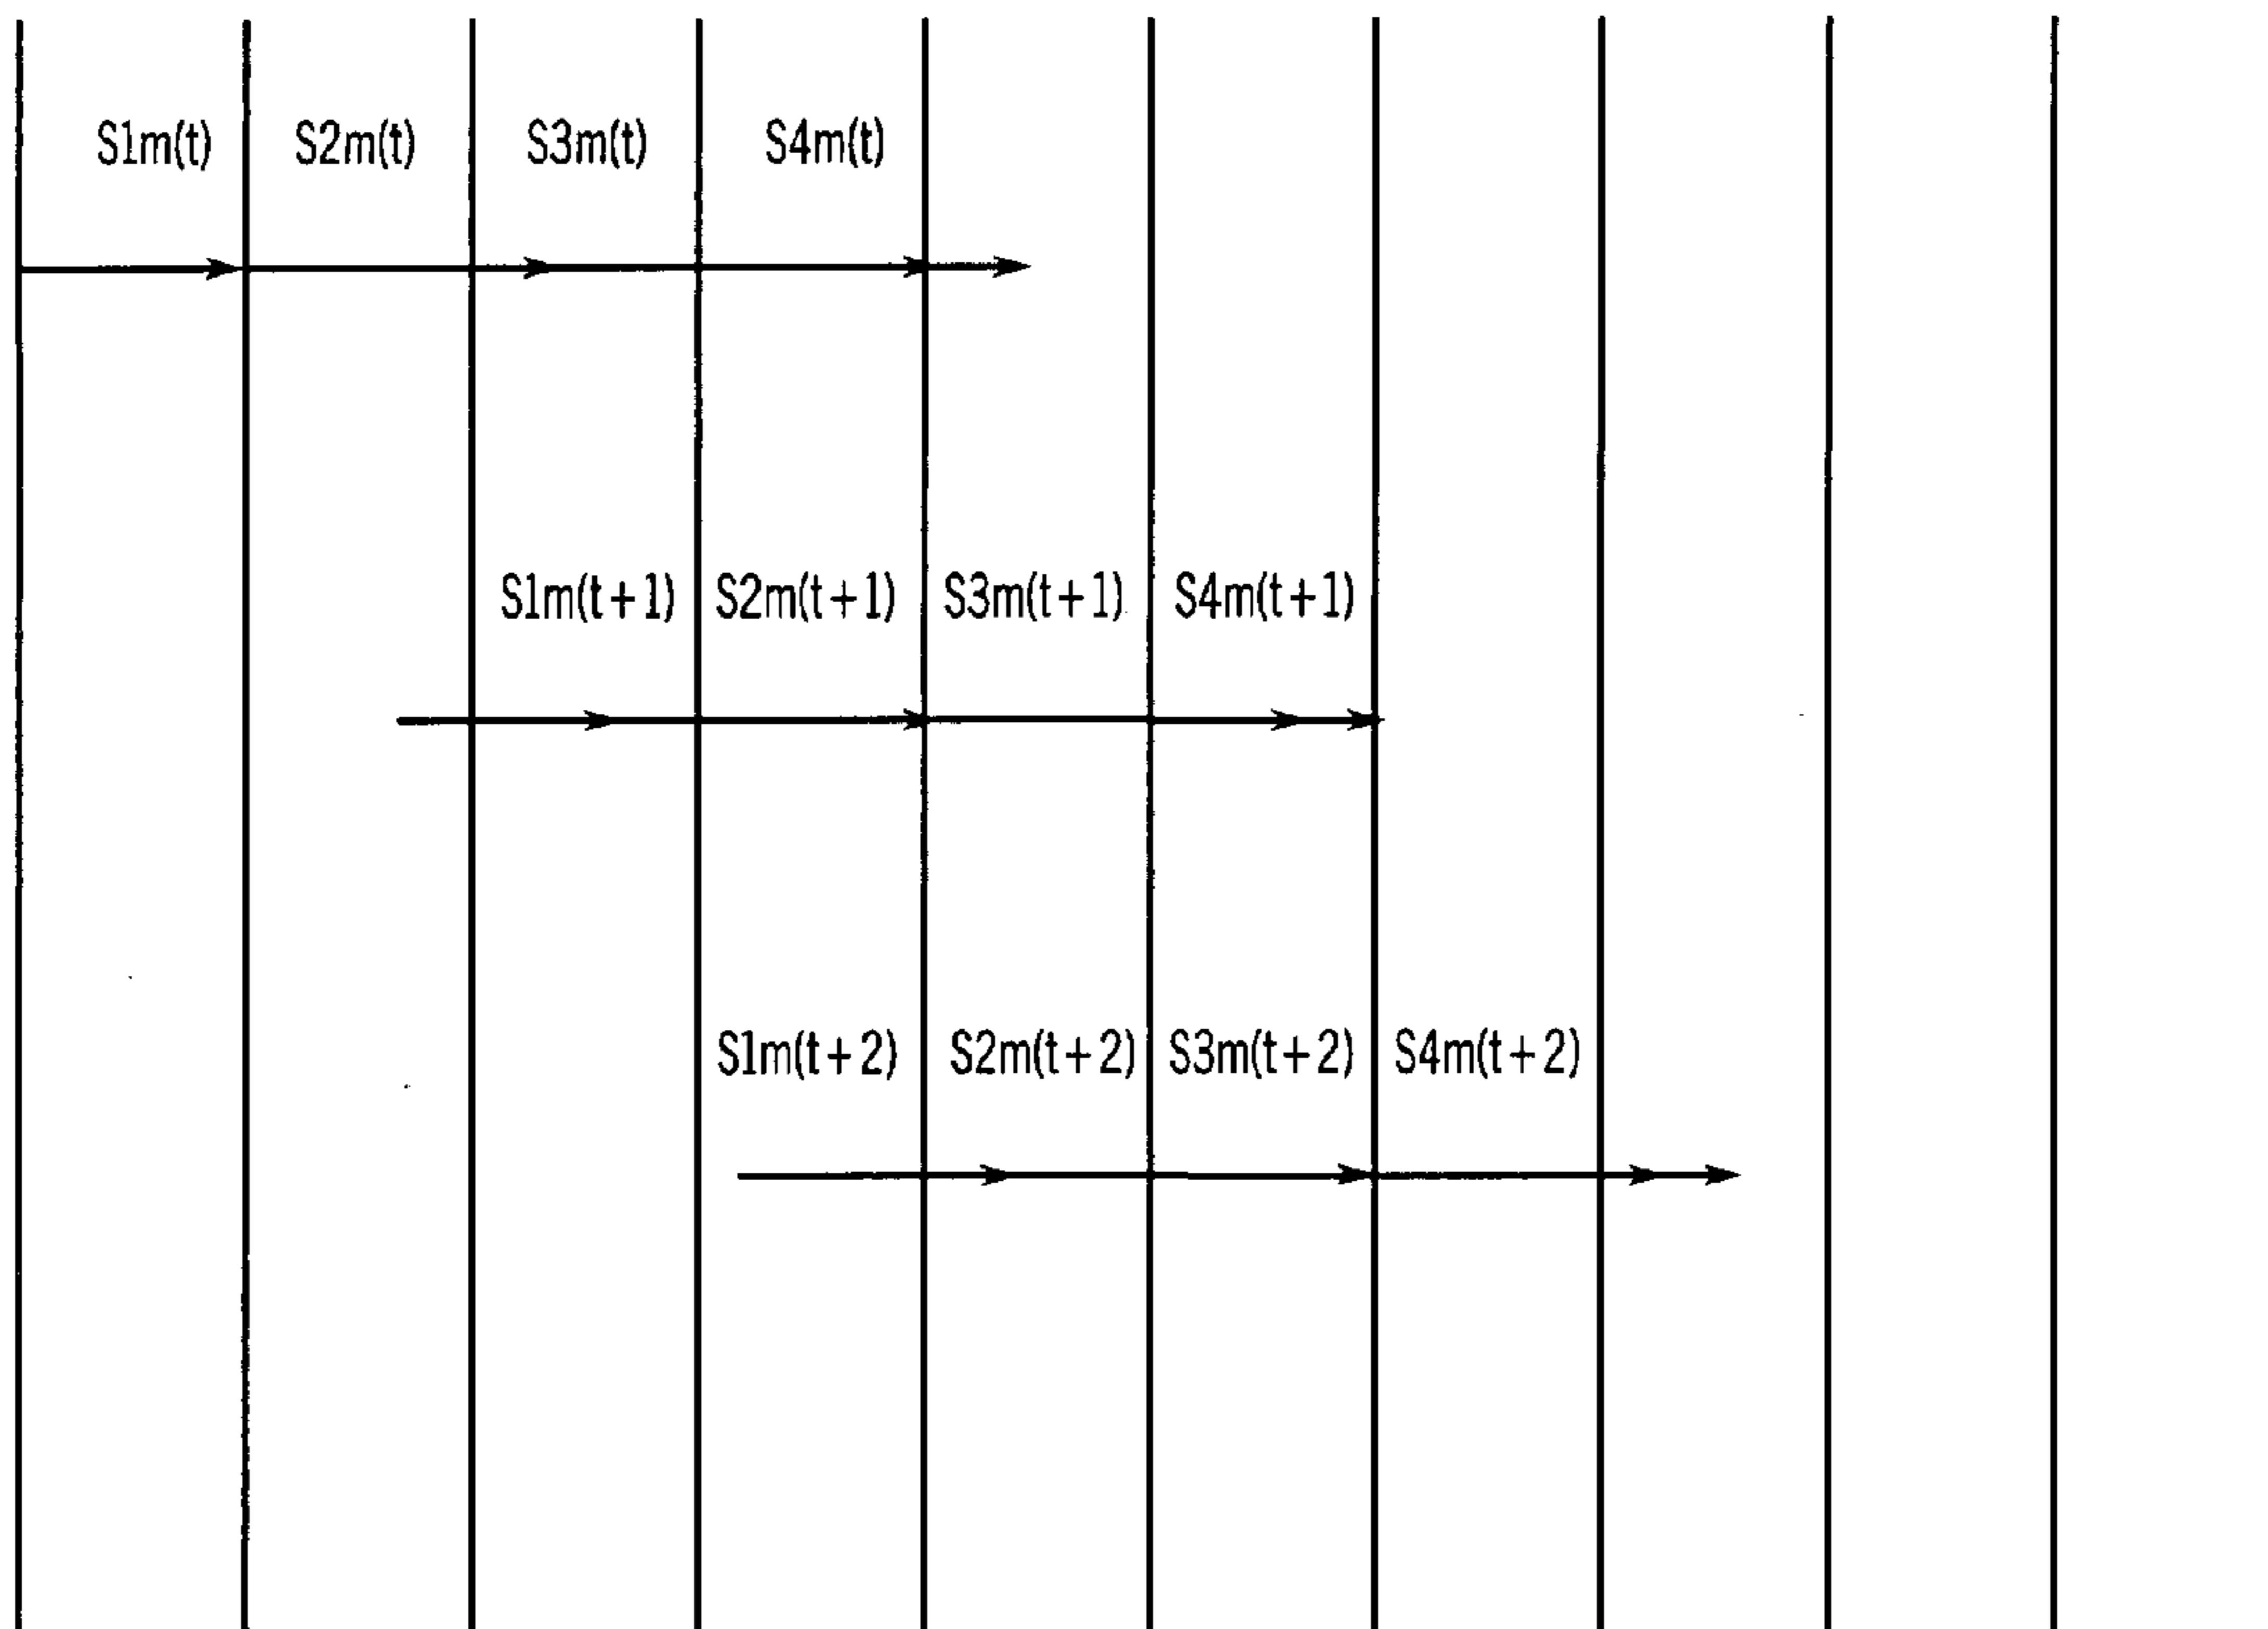 S1m(t) S2m(t) S3m(t) S4m(t)
S1m(t+1) S2m(t+1) S3m(t+1) S4m(t+1)
S1m(t+2) S2m(t+2) S3m(t+2) S4m(t+2)